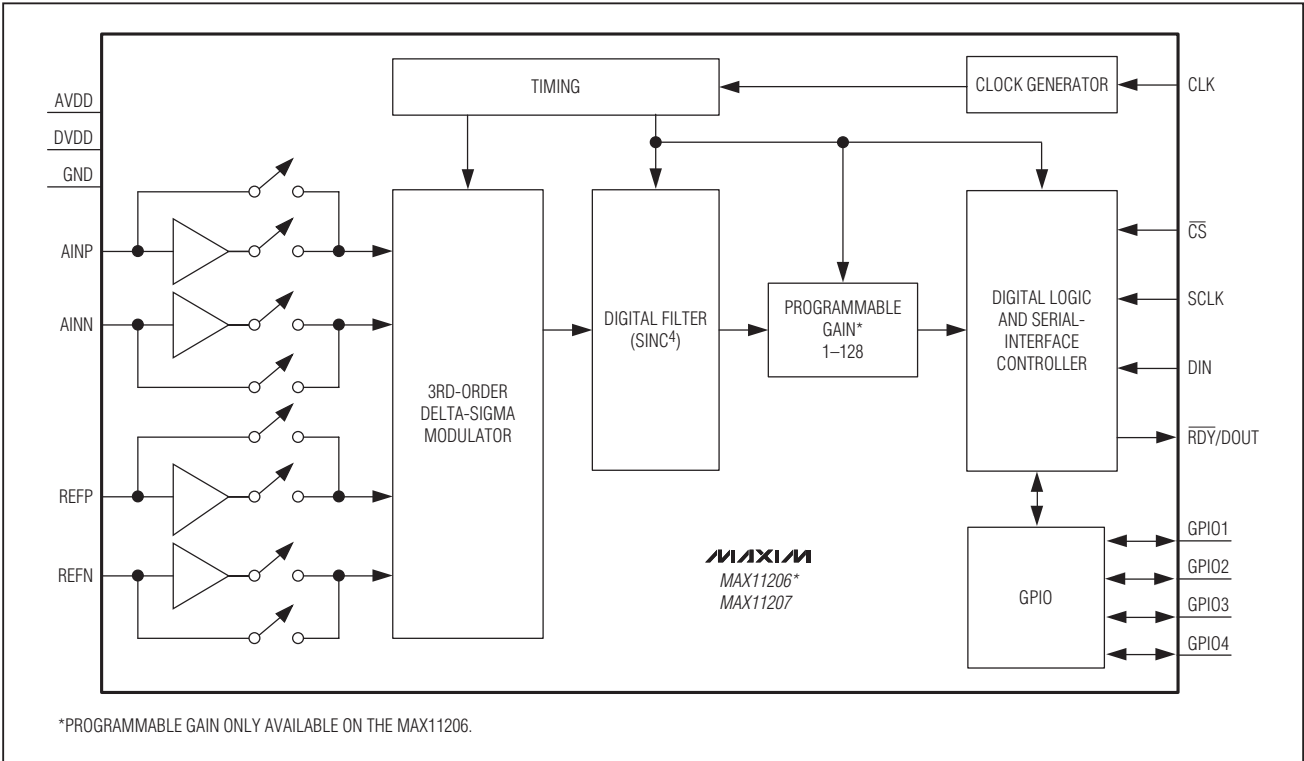 TIMING
CLOCK GENERATOR
CLK
AVDD
DVDD
GND
AINP
AINN
REFP
REFN
3RD-ORDER
DELTA-SIGMA
MODULATOR
DIGITAL FILTER
(SINC4)
PROGRAMMABLE
GAIN*
1–128
DIGITAL LOGIC
AND SERIAL-
INTERFACE
CONTROLLER
CS
SCLK
DIN
RDY/DOUT
MAXIM
MAX11206*
MAX11207
GPIO
GPIO1
GPIO2
GPIO3
GPIO4
*PROGRAMMABLE GAIN ONLY AVAILABLE ON THE MAX11206.